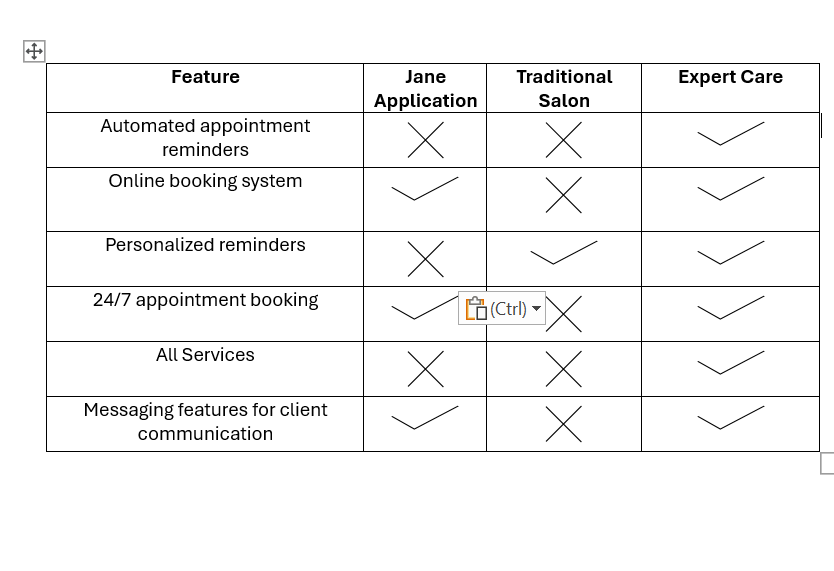 Feature
Jane
Application
Traditional
Salon
Expert Care
Automated appointment
reminders
Online booking system
Personalized reminders
24/7 appointment booking
(Ctrl)
All Services
Messaging features for client
communication